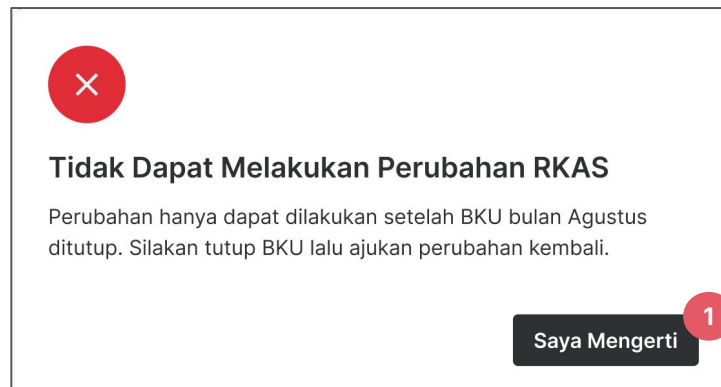 Tidak Dapat Melakukan Perubahan RKAS
Perubahan hanya dapat dilakukan setelah BKU bulan Agustus
ditutup. Silakan tutup BKU lalu ajukan perubahan kembali.
1
Saya Mengerti